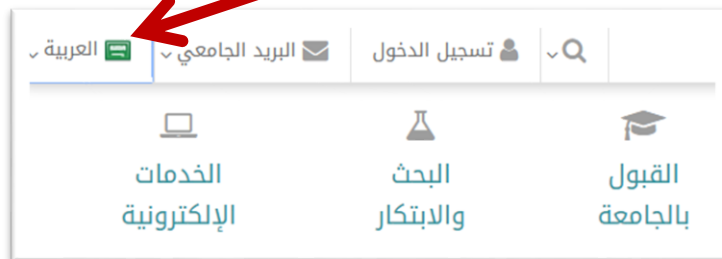 تسجيل الدخول
البريد الجامعي
العربية
القبول
بالجامعة
البحث
والابتكار
الخدمات
الإلكترونية